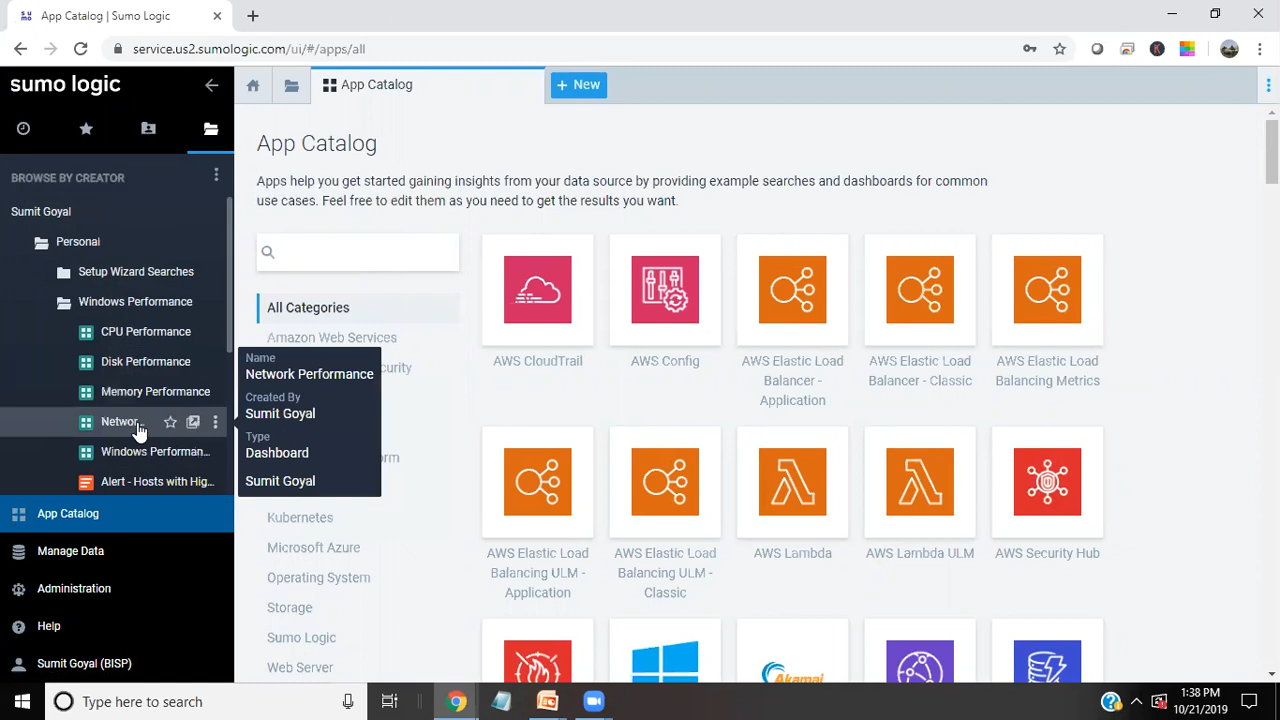 App Catalog | Sumo Logic
service.us2.sumologic.com/ui/#/apps/all
sumo logic
App Catalog
+ New
BROWSE BY CREATOR
Sumit Goyal
Personal
Setup Wizard Searches
Windows Performance
CPU Performance
Disk Performance
Memory Performance
Networ...
Windows Performan...
Alert - Hosts with Hig...
App Catalog
Manage Data
Administration
Help
Sumit Goyal (BISP)
Name
Network Performance
Created By
Sumit Goyal
Type
Dashboard
Sumit Goyal
App Catalog
Apps help you get started gaining insights from your data source by providing example searches and dashboards for common
use cases. Feel free to edit them as you need to get the results you want.
All Categories
Amazon Web Services
Kubernetes
Microsoft Azure
Operating System
Storage
Sumo Logic
Web Server
AWS CloudTrail
AWS Config
AWS Elastic Load
Balancer -
Application
AWS Elastic Load
Balancer - Classic
AWS Elastic Load
Balancing Metrics
AWS Elastic Load
Balancing ULM -
Application
AWS Elastic Load
Balancing ULM -
Classic
AWS Lambda
AWS Lambda ULM
AWS Security Hub
Akamai
Type here to search
1:38 PM
10/21/2019